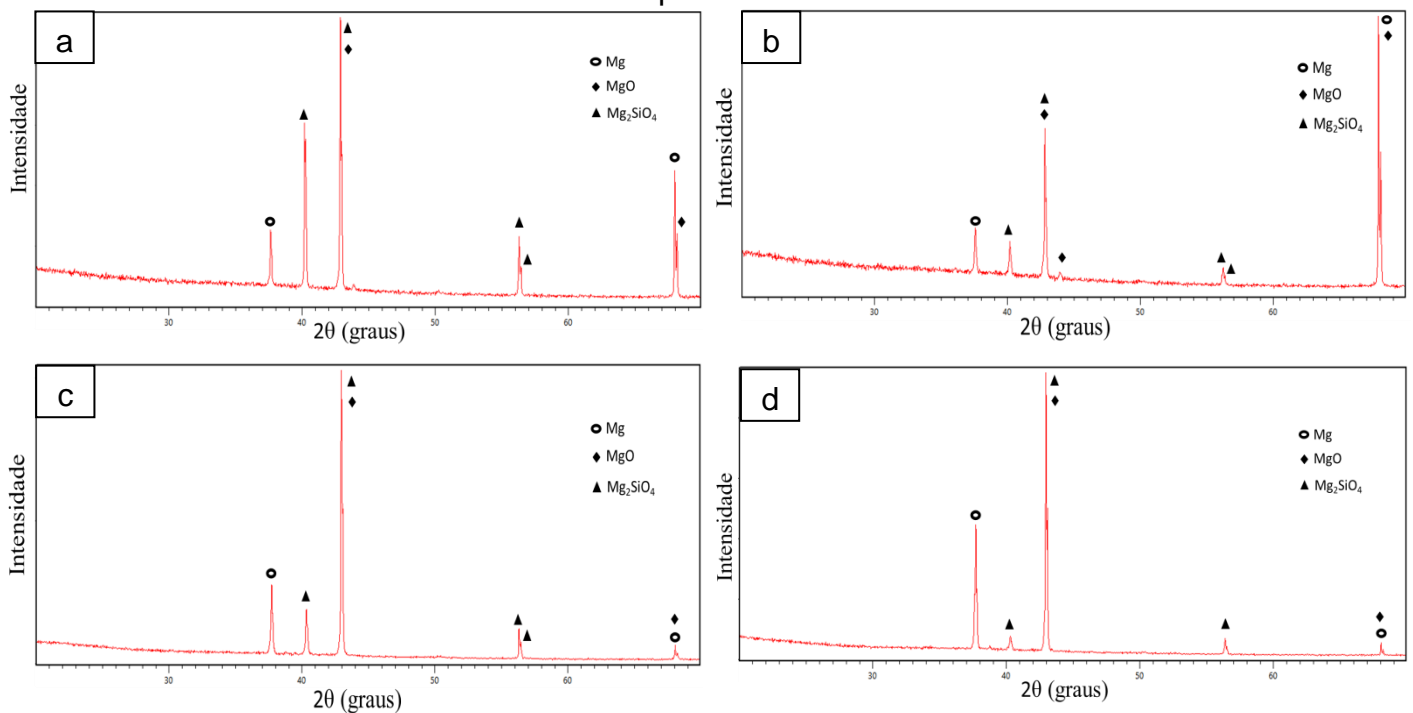 a
Mg
MgO
Mg₂SiO₄
Intensidade
30
40
50
60
2θ (graus)
b
Mg
MgO
Mg₂SiO₄
Intensidade
30
40
50
60
2θ (graus)
c
Mg
MgO
Mg₂SiO₄
Intensidade
30
40
50
60
2θ (graus)
d
Mg
MgO
Mg₂SiO₄
Intensidade
30
40
50
60
2θ (graus)